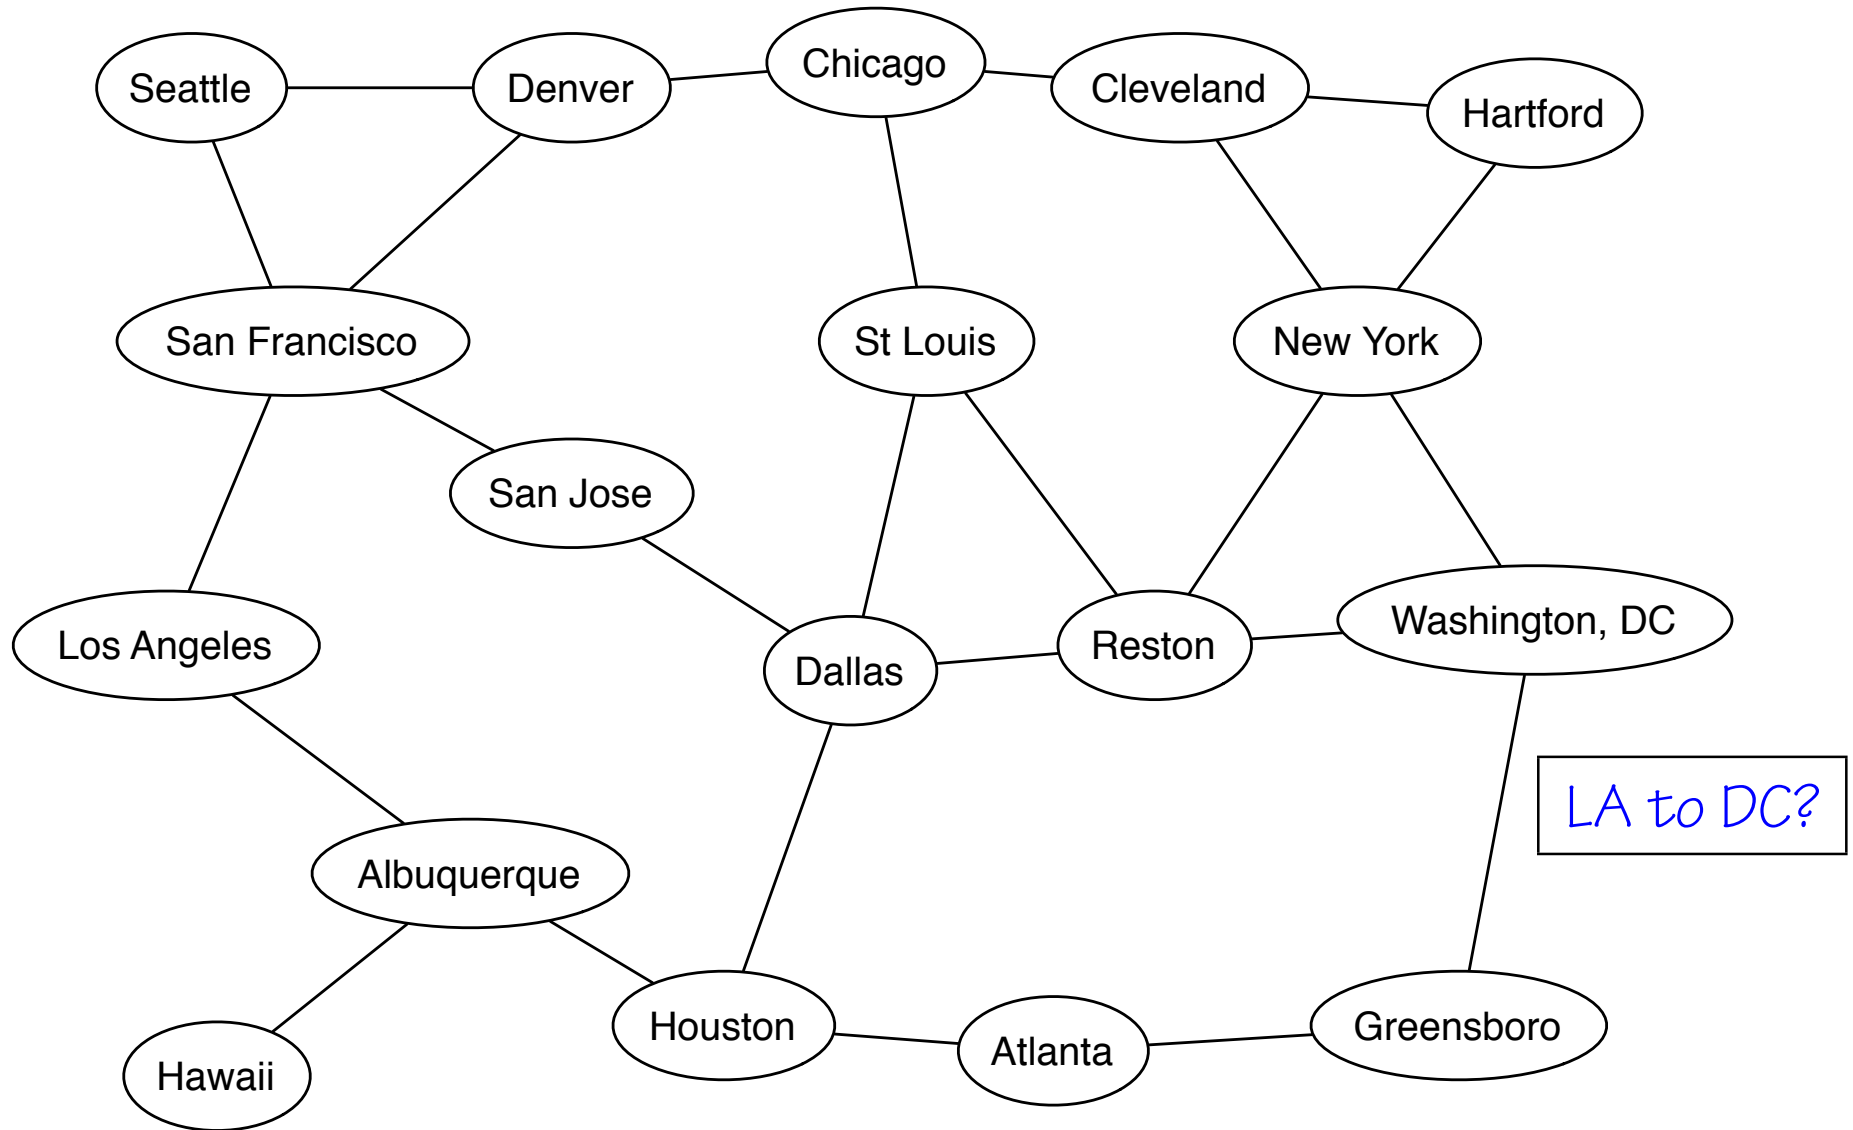 Seattle
Denver
Chicago
Cleveland
Hartford
San Francisco
St Louis
New York
San Jose
Los Angeles
Dallas
Reston
Washington, DC
LA to DC?
Albuquerque
Hawaii
Houston
Atlanta
Greensboro